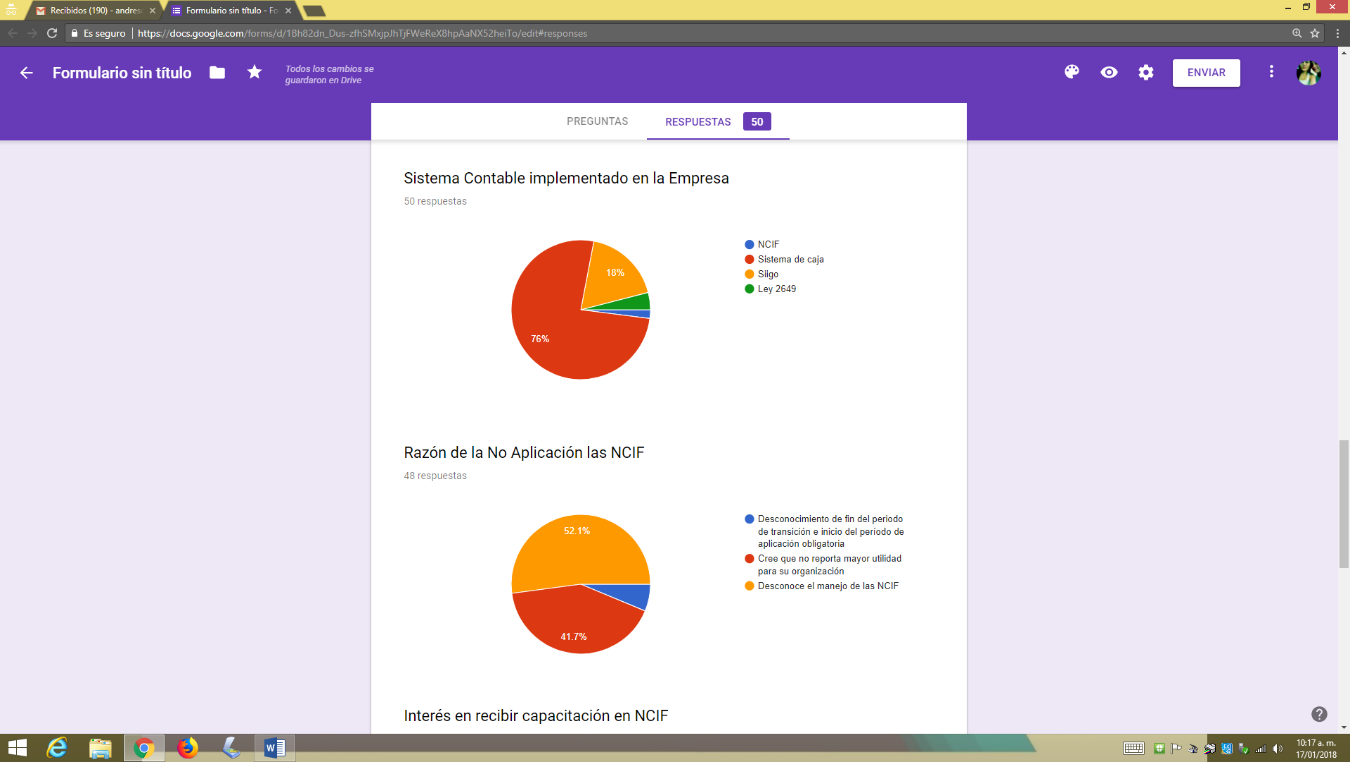 Recibidos (190) - andres
Formulario sin título - Fo
Es seguro
https://docs.google.com/forms/d/1Bh82dn_Dus-zfhSMxjpJhTjFWeReX8hpAaNX52heiTo/edit#responses
Formulario sin título
Todos los cambios se
guardaron en Drive
ENVIAR
PREGUNTAS
RESPUESTAS 50
Sistema Contable implementado en la Empresa
50 respuestas
NCIF
Sistema de caja
Siigo
Ley 2649
18%
76%
Razón de la No Aplicación las NCIF
48 respuestas
Desconocimiento de fin del periodo
de transición e inicio del periodo de
aplicación obligatoria
Cree que no reporta mayor utilidad
para su organización
Desconoce el manejo de las NCIF
52.1%
41.7%
Interés en recibir capacitación en NCIF
10:17 a. m.
17/01/2018